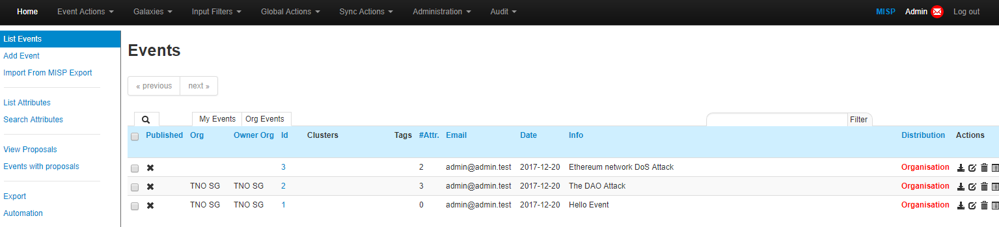 Home Event Actions Galaxies Input Filters Global Actions Sync Actions Administration Audit MISP Admin Log out
List Events
Add Event
Import From MISP Export
List Attributes
Search Attributes
View Proposals
Events with proposals
Export
Automation
Events
« previous next »
My Events Org Events Filter
Published Org Owner Org Id Clusters Tags #Attr. Email Date Info Distribution Actions
3 2 admin@admin.test 2017-12-20 Ethereum network DoS Attack Organisation
TNO SG TNO SG 2 3 admin@admin.test 2017-12-20 The DAO Attack Organisation
TNO SG TNO SG 1 0 admin@admin.test 2017-12-20 Hello Event Organisation